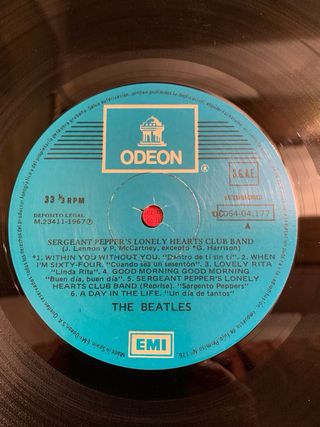 ODEON
®
S.G.A.E.
33 ⅓ RPM
ESTEREOFONICO
DEPOSITO LEGAL
M.23411-1967 Ⓟ
10C064-04.177
A
SERGEANT PEPPER'S LONELY HEARTS CLUB BAND
(J. Lennon y P. McCartney, excepto *G. Harrison)
*1. WITHIN YOU WITHOUT YOU. "Dentro de ti sin ti". 2. WHEN
I'M SIXTY-FOUR. "Cuando sea un sesentón". 3. LOVELY RITA
"Linda Rita". 4. GOOD MORNING GOOD MORNING
"Buen día, buen día". 5. SERGEANT PEPPER'S LONELY
HEARTS CLUB BAND (Reprise). "Sargento Peppers"
6. A DAY IN THE LIFE. "Un día de tantos"
THE BEATLES
EMI